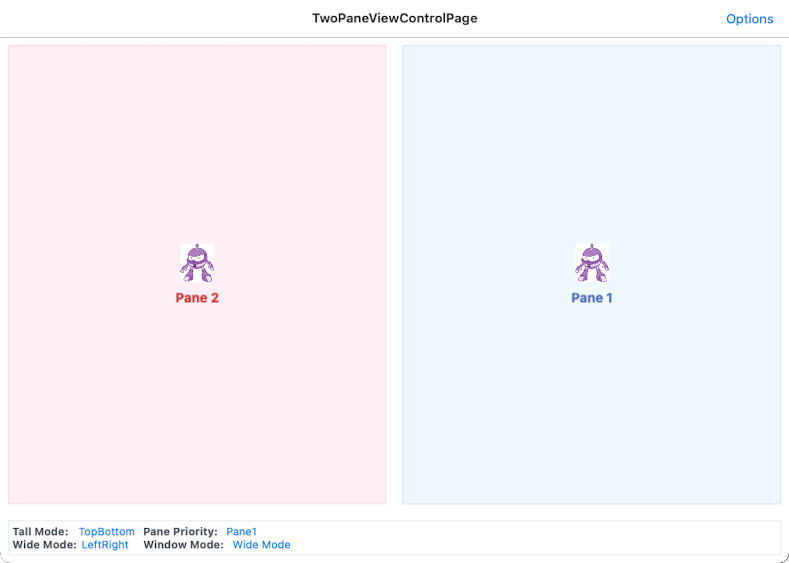 TwoPaneViewControlPage
Options
Pane 2
Pane 1
Tall Mode: TopBottom Pane Priority: Pane1
Wide Mode: LeftRight Window Mode: Wide Mode